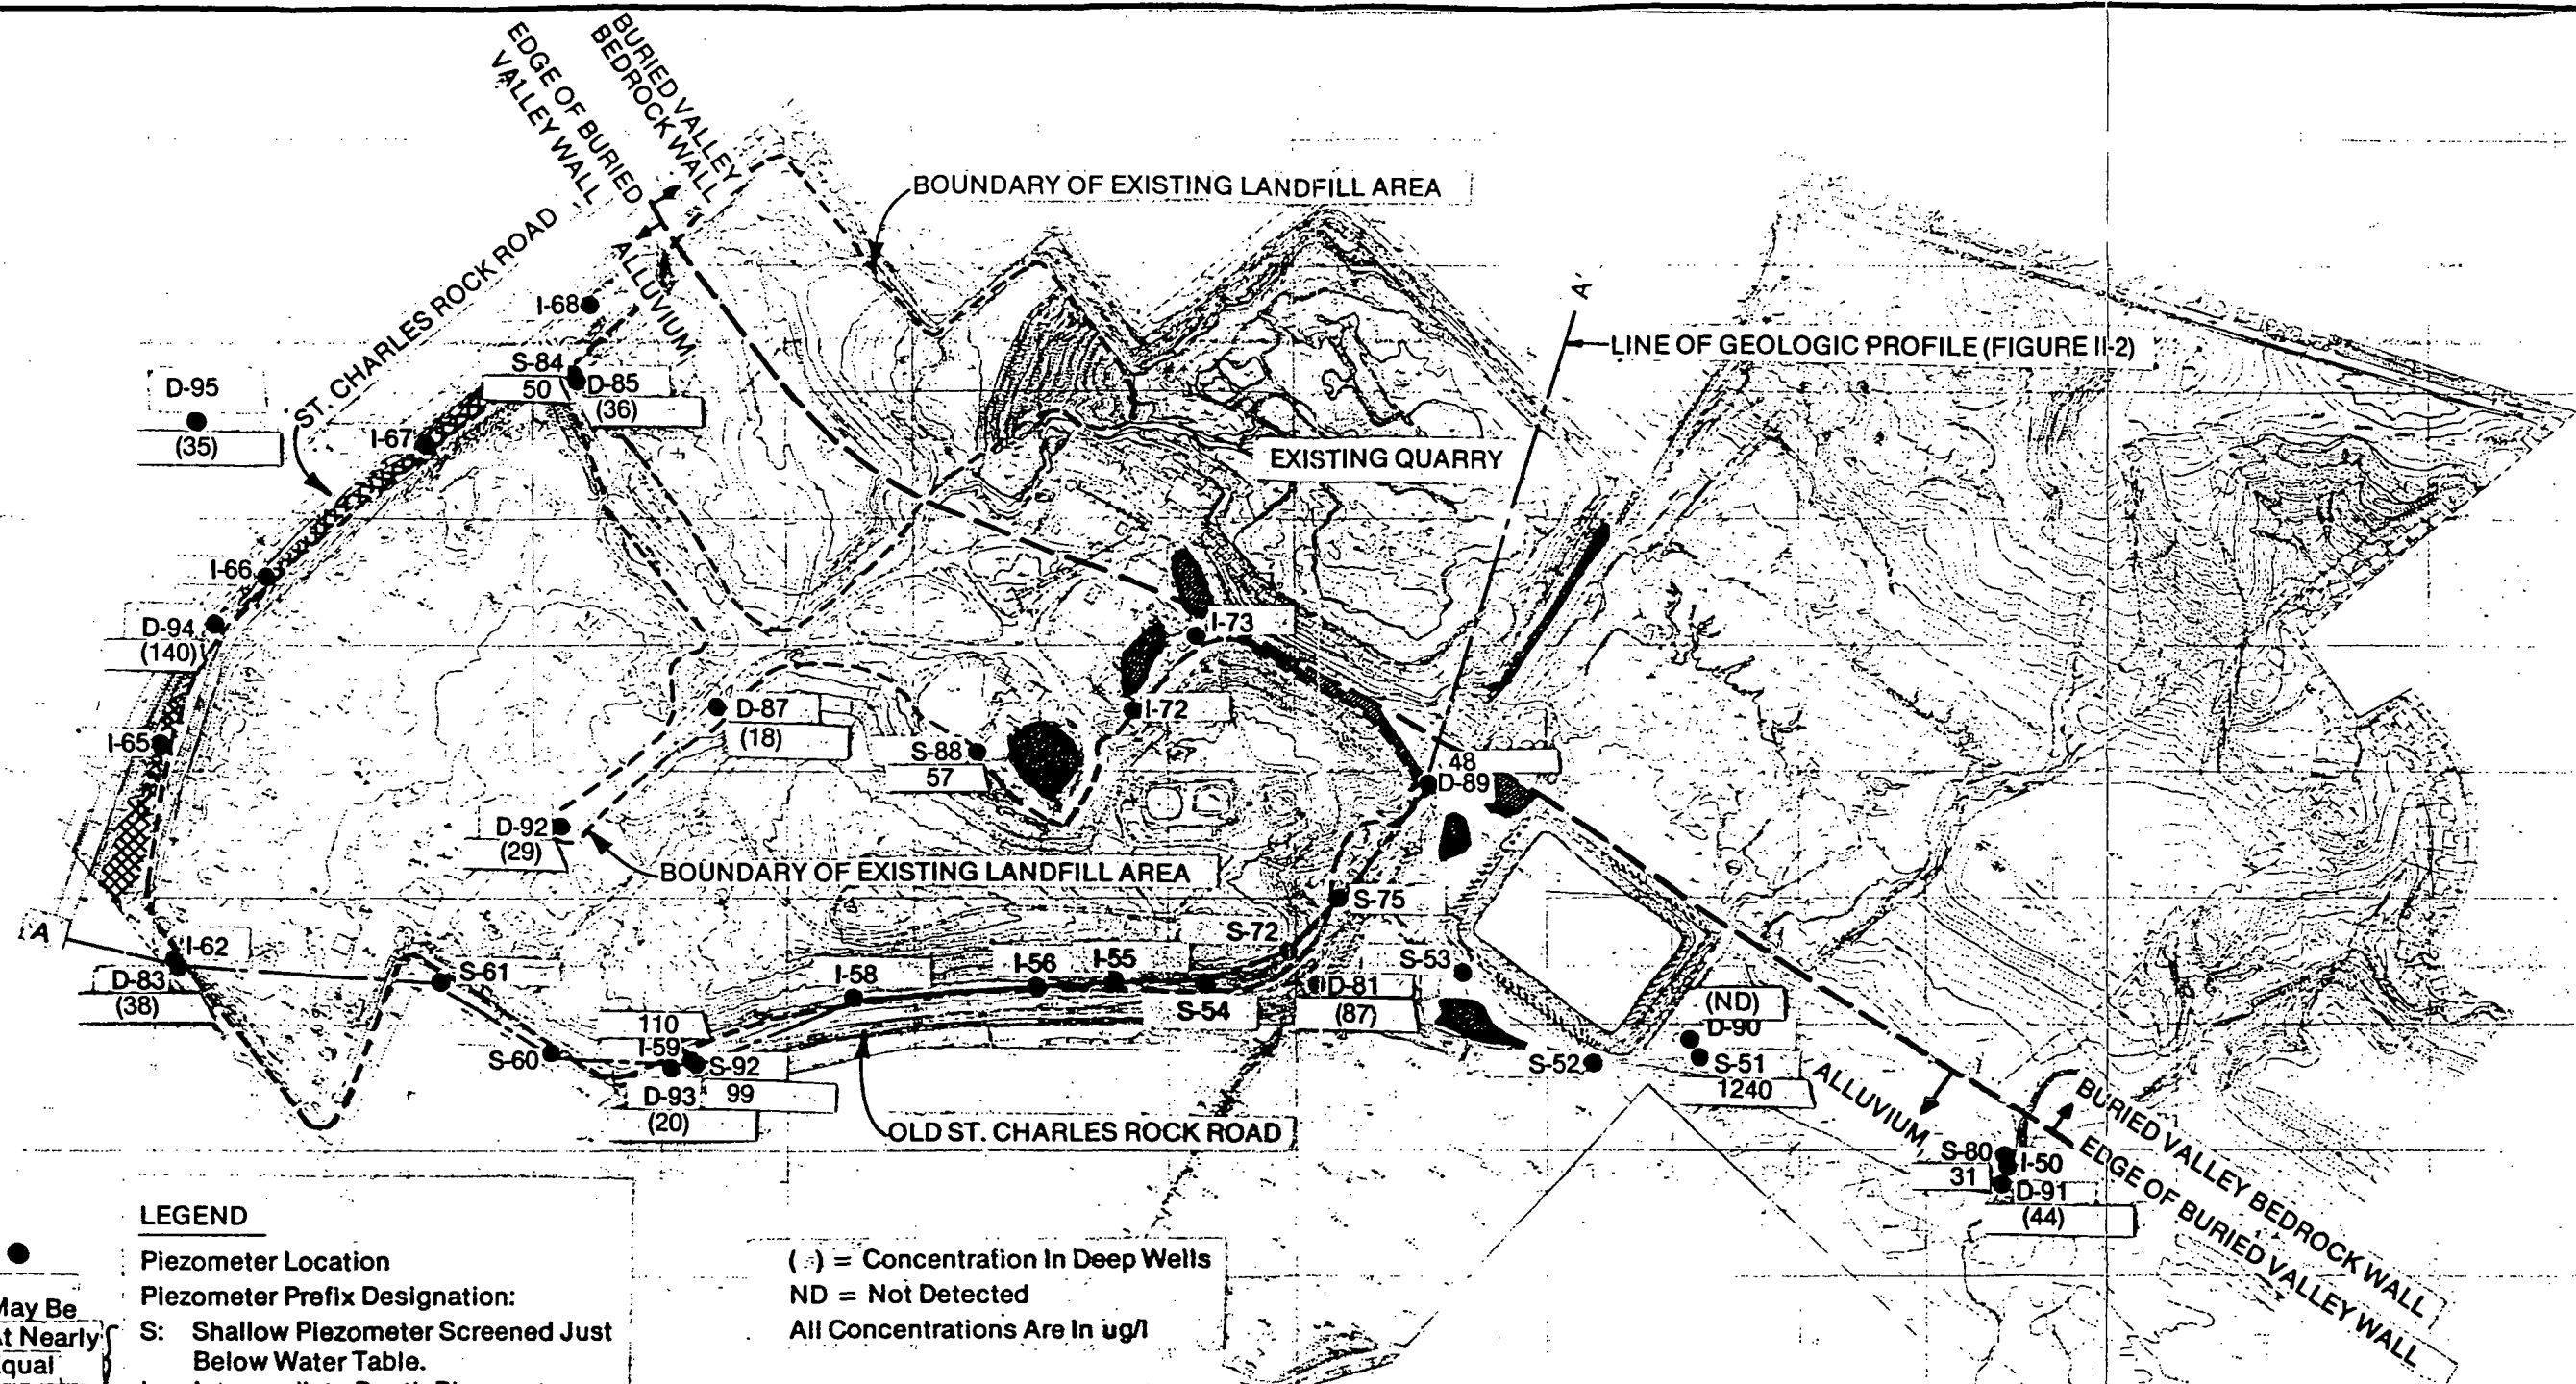 EDGE OF BURIED
VALLEY WALL
BURIED VALLEY
BEDROCK WALL
BOUNDARY OF EXISTING LANDFILL AREA
ST. CHARLES ROCK ROAD
ALLUVIUM
A'
LINE OF GEOLOGIC PROFILE (FIGURE II-2)
I-68
S-84
50
D-85
(36)
D-95
(35)
I-67
EXISTING QUARRY
I-66
D-94
(140)
I-73
I-65
D-87
(18)
I-72
S-88
57
48
D-89
D-92
(29)
BOUNDARY OF EXISTING LANDFILL AREA
S-75
A
I-62
D-83
(38)
S-61
S-72
I-58
I-56
I-55
S-54
S-53
D-81
(87)
(ND)
D-90
S-51
1240
S-52
110
I-59
S-60
S-92
99
D-93
(20)
OLD ST. CHARLES ROCK ROAD
ALLUVIUM
BURIED VALLEY BEDROCK WALL
EDGE OF BURIED VALLEY WALL
S-80
31
I-50
D-91
(44)
LEGEND
Piezometer Location
Piezometer Prefix Designation:
S: Shallow Piezometer Screened Just
Below Water Table.
May Be
At Nearly
Equal
( ) = Concentration In Deep Wells
ND = Not Detected
All Concentrations Are In ug/l